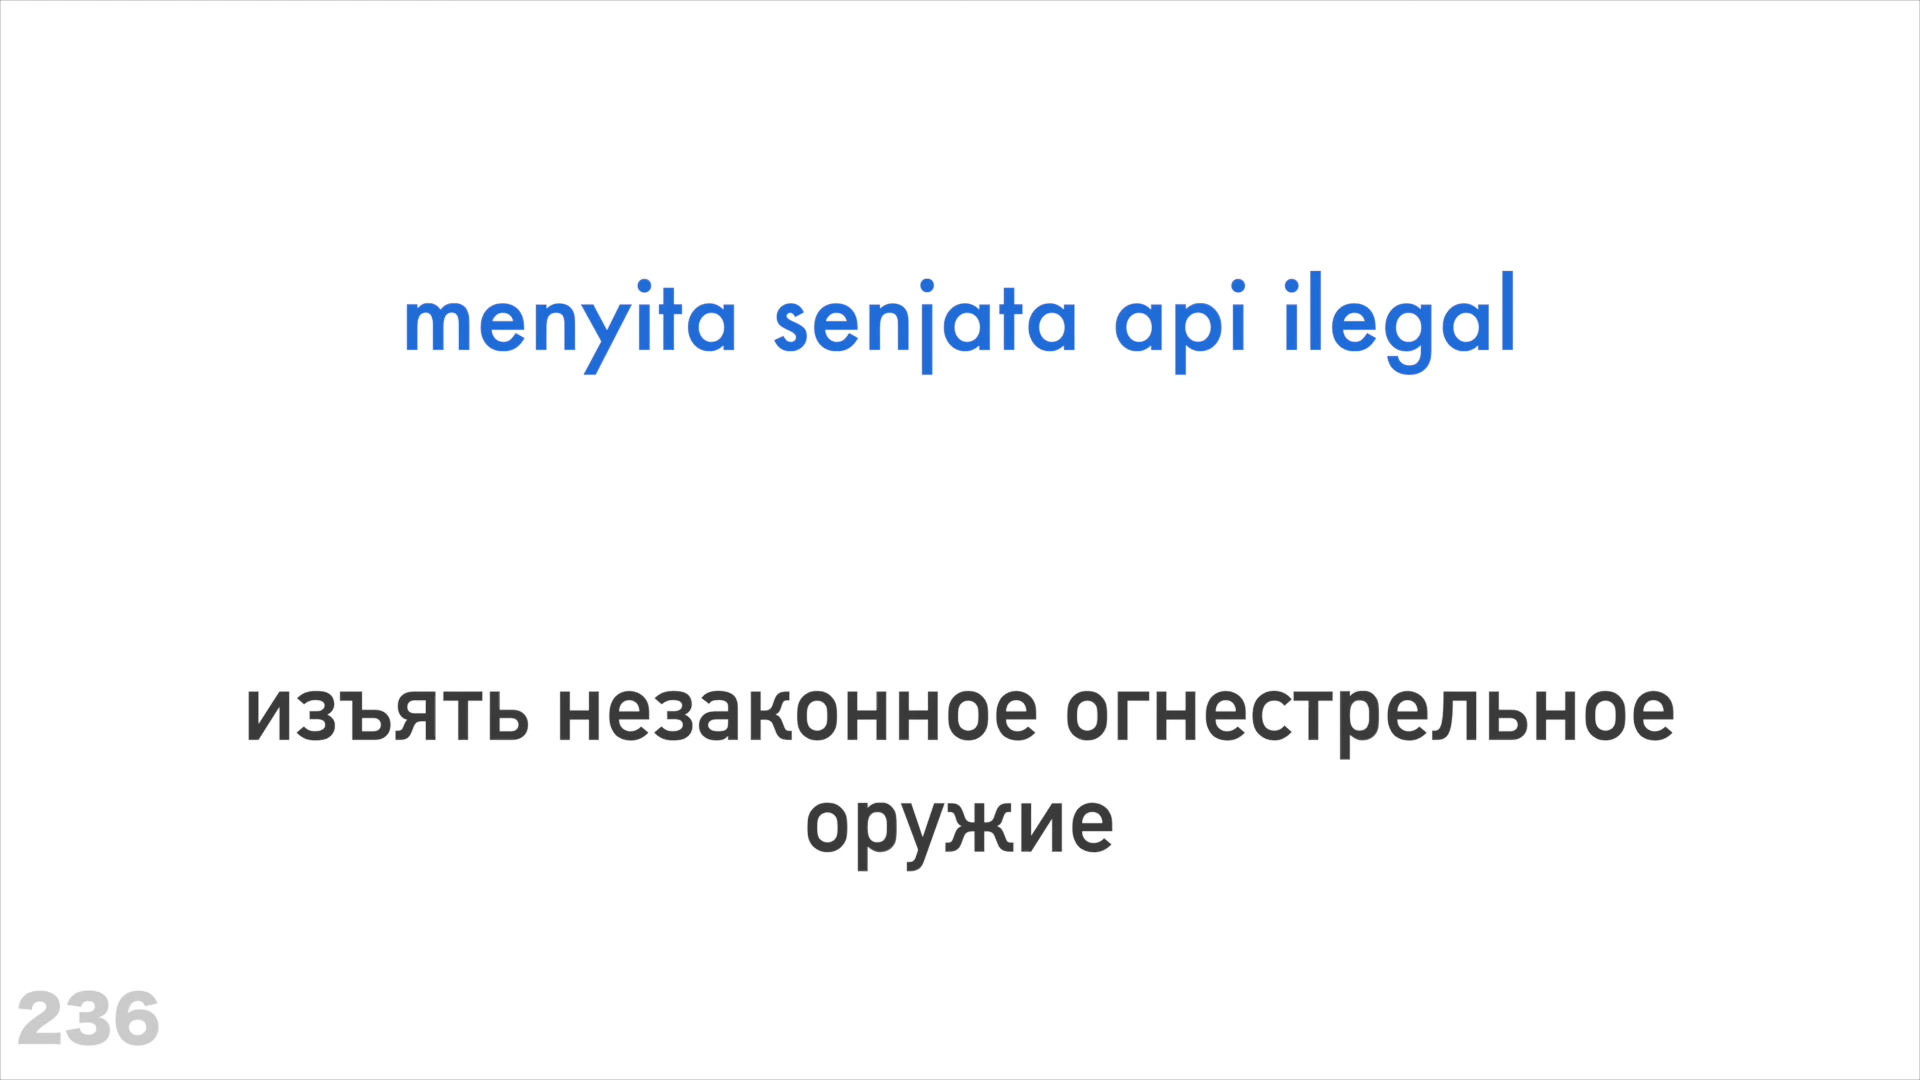 menyita senjata api ilegal
изъять незаконное огнестрельное
оружие
236